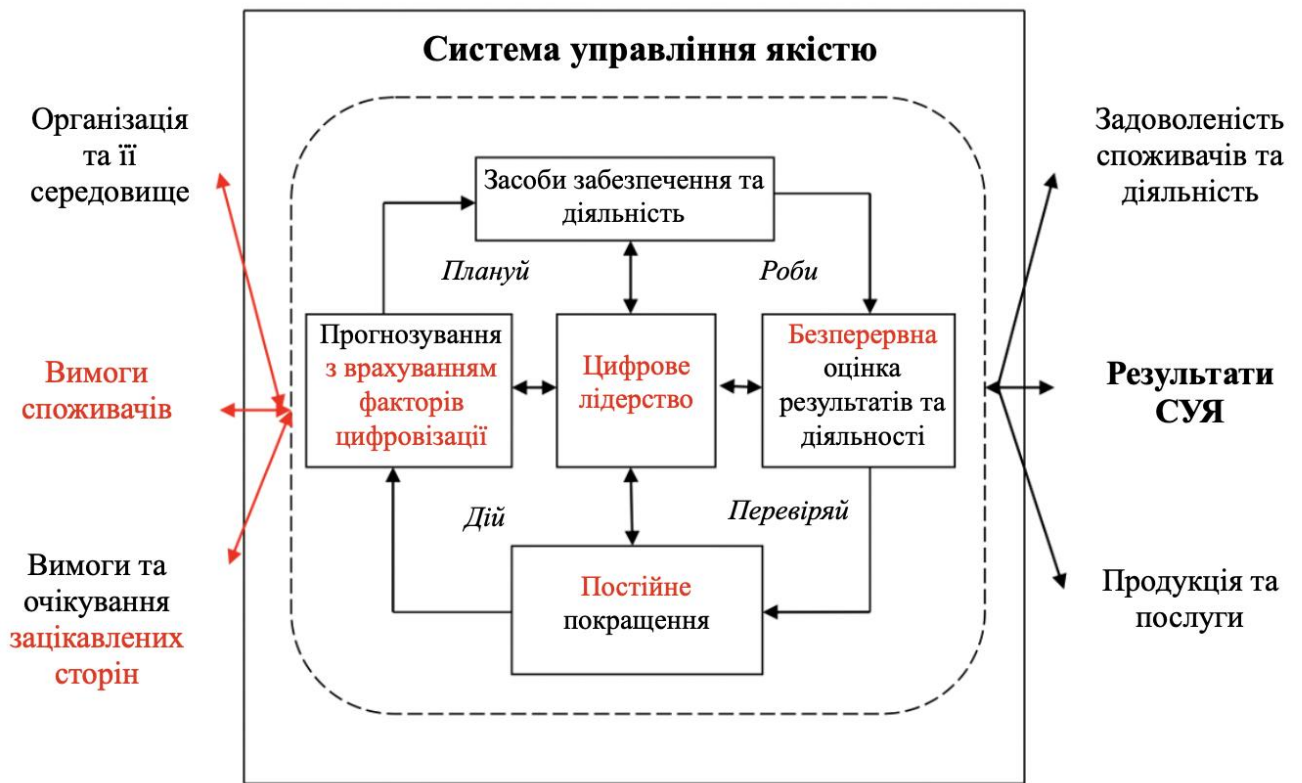 Система управління якістю
Організація
та її
середовище
Задоволеність
споживачів та
діяльність
Засоби забезпечення та
діяльність
Плануй
Роби
Прогнозування
з врахуванням
факторів
цифровізації
Цифрове
лідерство
Безперервна
оцінка
результатів та
діяльності
Вимоги
споживачів
Результати
СУЯ
Дій
Перевіряй
Постійне
покращення
Вимоги та
очікування
зацікавлених
сторін
Продукція та
послуги